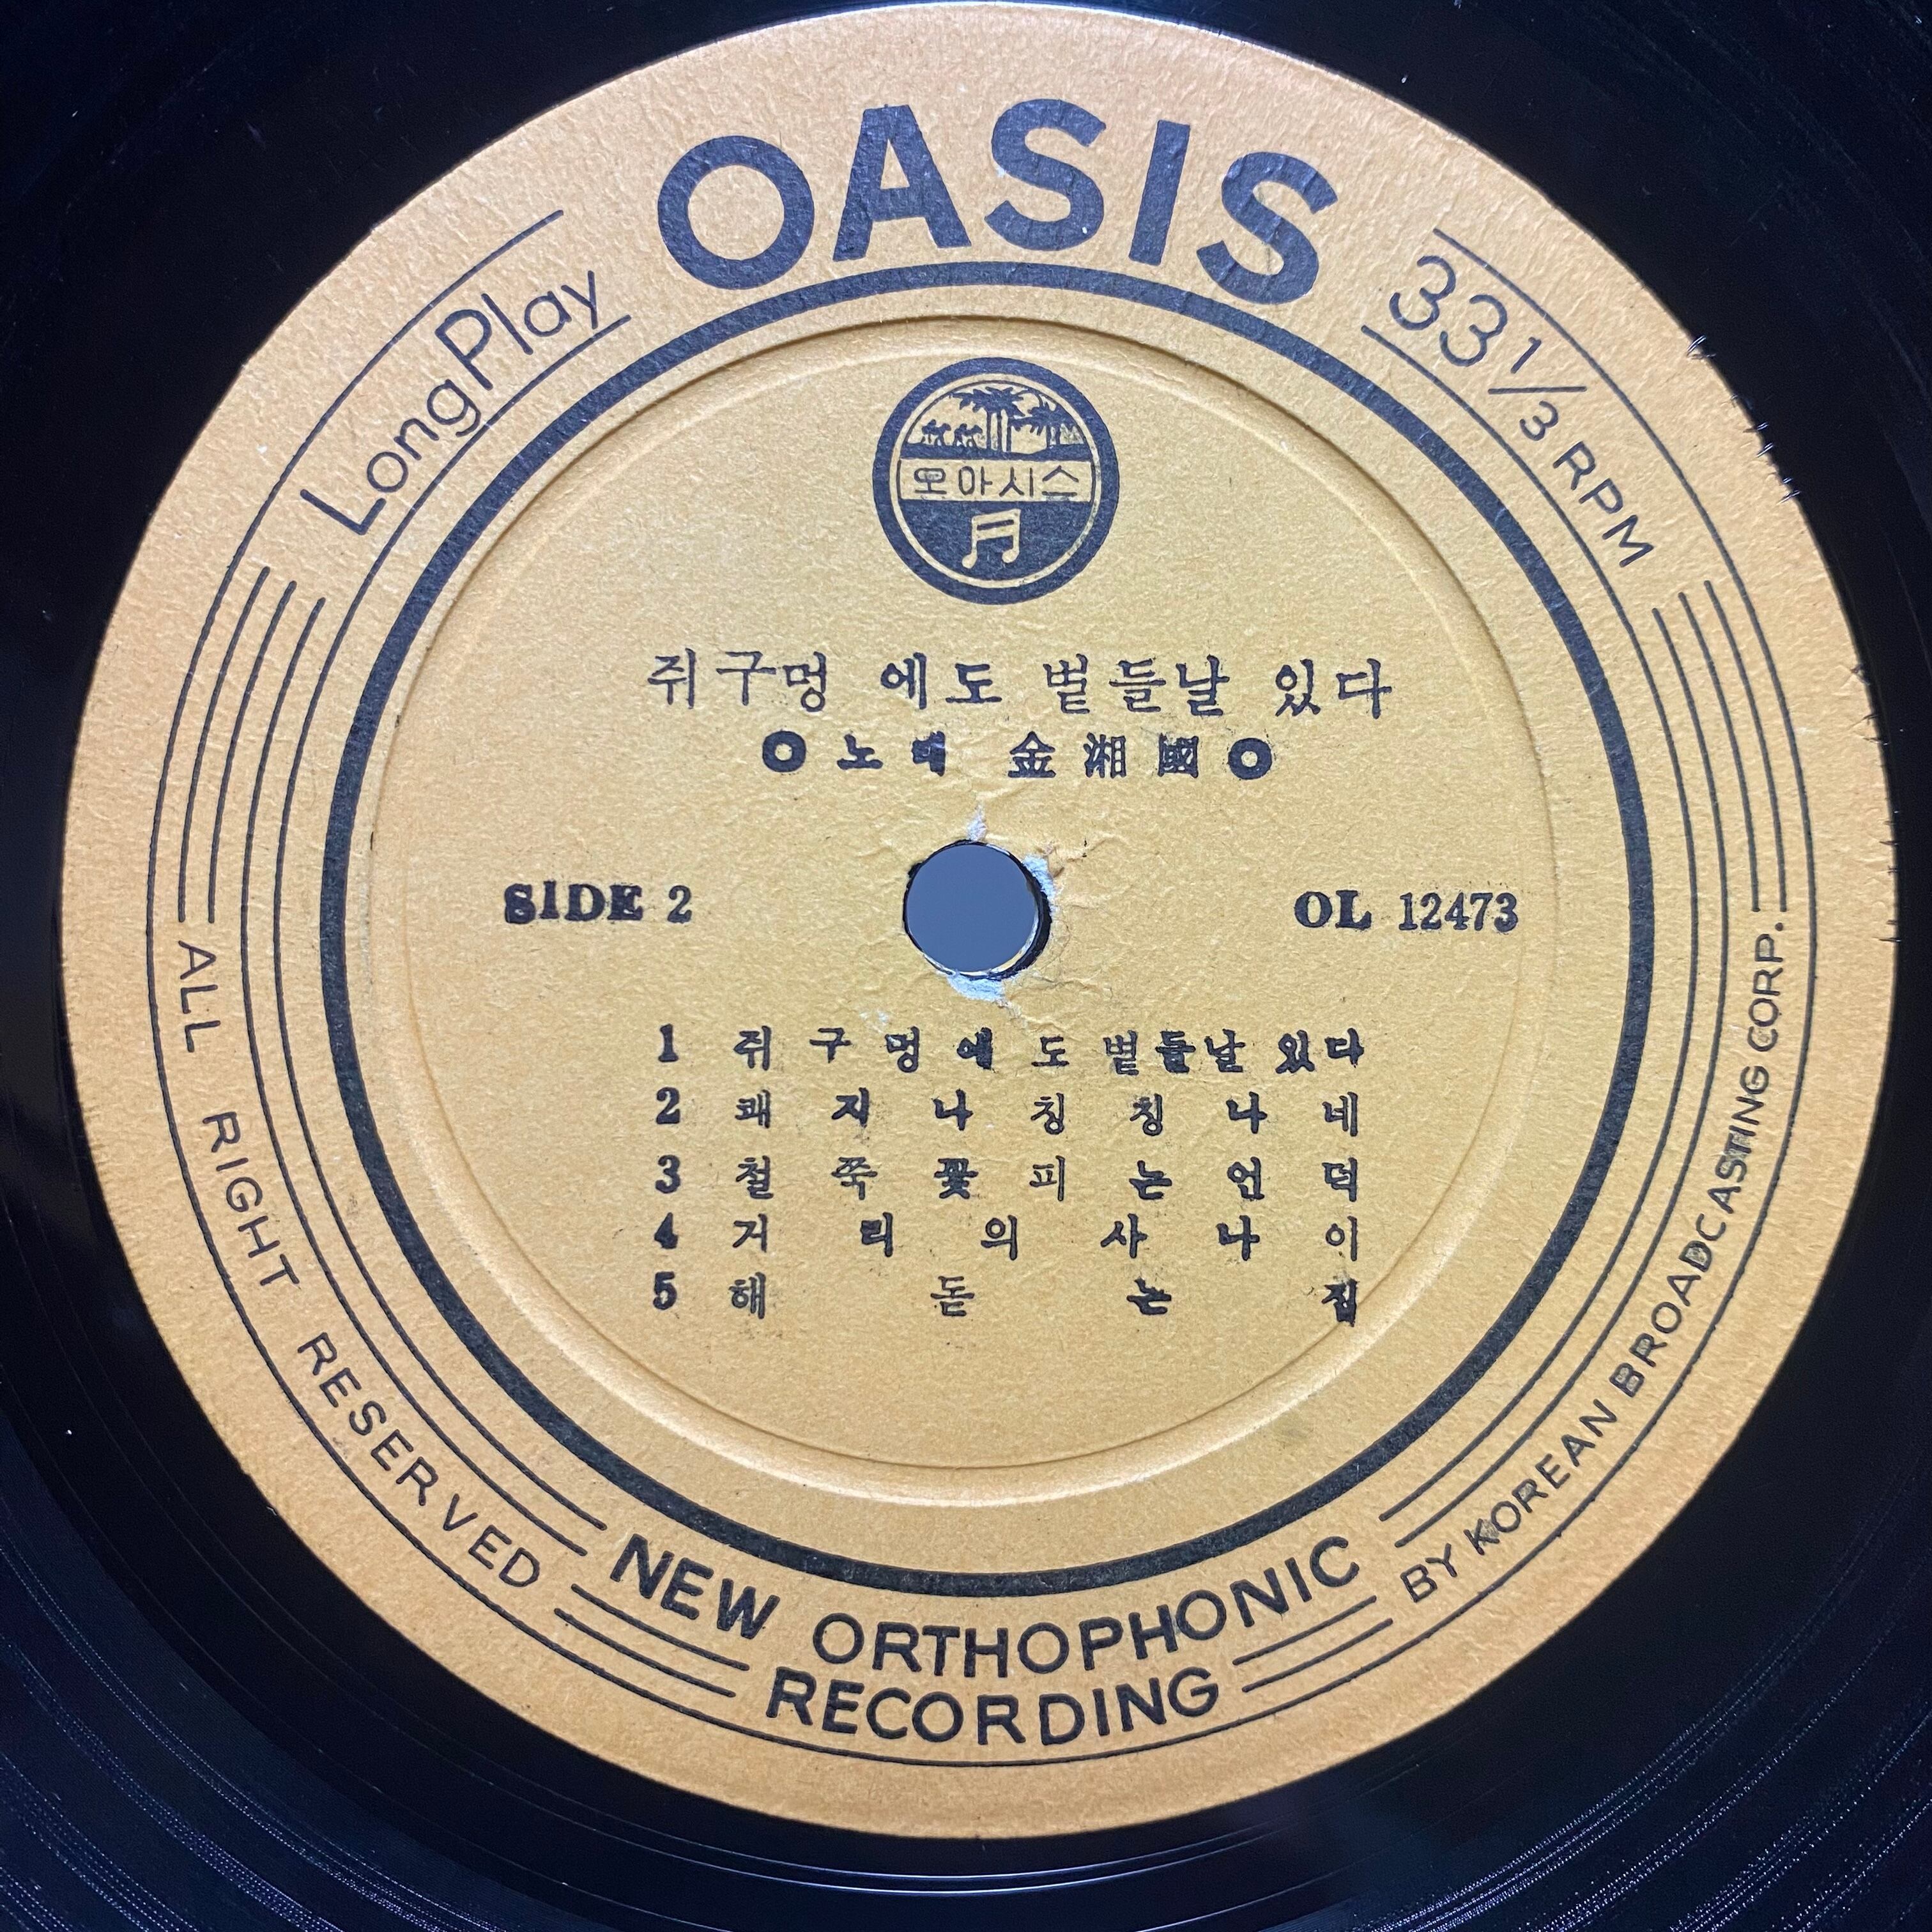 OASIS
Long Play
33 1/3 RPM
오아시스
쥐구멍 에도 볕들날 있다
노래 金湘國
SIDE 2
OL 12473
1 쥐구멍에도볕들날있다
2 쾌지나칭칭나네
3 철쭉꽃피는언덕
4 거리의사나이
5 해돋는집
ALL RIGHT RESERVED
NEW ORTHOPHONIC
RECORDING
BY KOREAN BROADCASTING CORP.